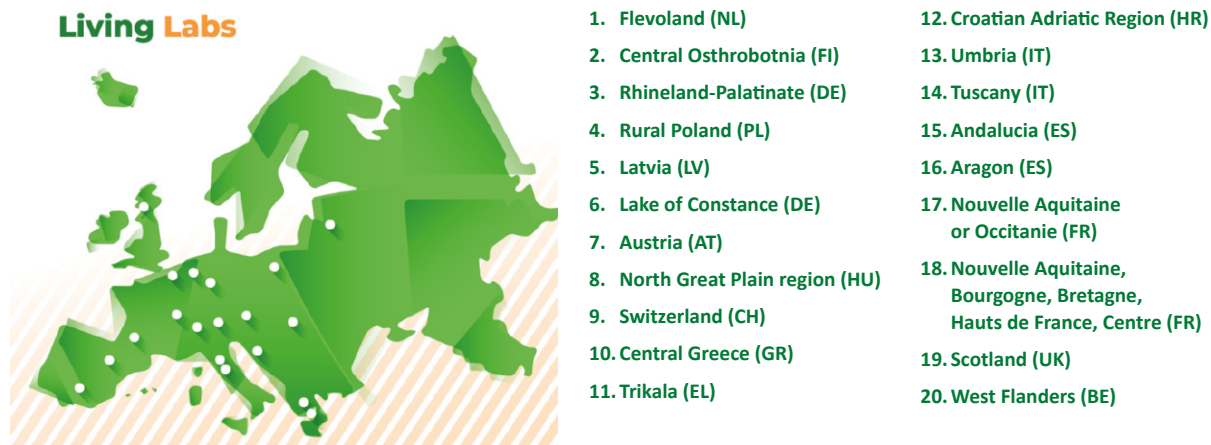 Living Labs
1. Flevoland (NL)
2. Central Osthrobotnia (FI)
3. Rhineland-Palatinate (DE)
4. Rural Poland (PL)
5. Latvia (LV)
6. Lake of Constance (DE)
7. Austria (AT)
8. North Great Plain region (HU)
9. Switzerland (CH)
10. Central Greece (GR)
11. Trikala (EL)
12. Croatian Adriatic Region (HR)
13. Umbria (IT)
14. Tuscany (IT)
15. Andalucia (ES)
16. Aragon (ES)
17. Nouvelle Aquitaine
or Occitanie (FR)
18. Nouvelle Aquitaine,
Bourgogne, Bretagne,
Hauts de France, Centre (FR)
19. Scotland (UK)
20. West Flanders (BE)